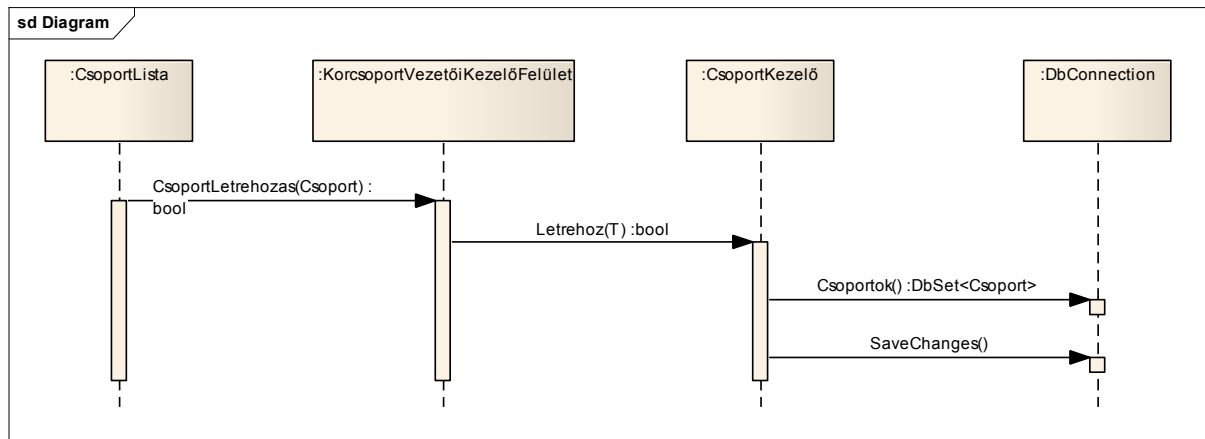 sd Diagram
:CsoportLista
:KorcsoportVezetőiKezelőFelület
:CsoportKezelő
:DbConnection
CsoportLetrehozas(Csoport) :
bool
Letrehoz(T) :bool
Csoportok() :DbSet<Csoport>
SaveChanges()